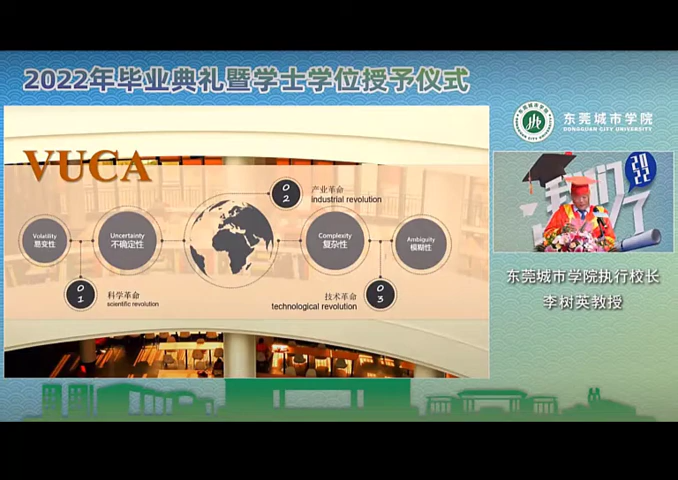 2022年毕业典礼暨学士学位授予仪式
东莞城市学院
DONGGUAN CITY UNIVERSITY
VUCA
02
产业革命
industrial revolution
Volatility
易变性
Uncertainty
不确定性
Complexity
复杂性
Ambiguity
模糊性
01
科学革命
scientific revolution
技术革命
technological revolution
03
2022
东莞城市学院执行校长
李树英教授